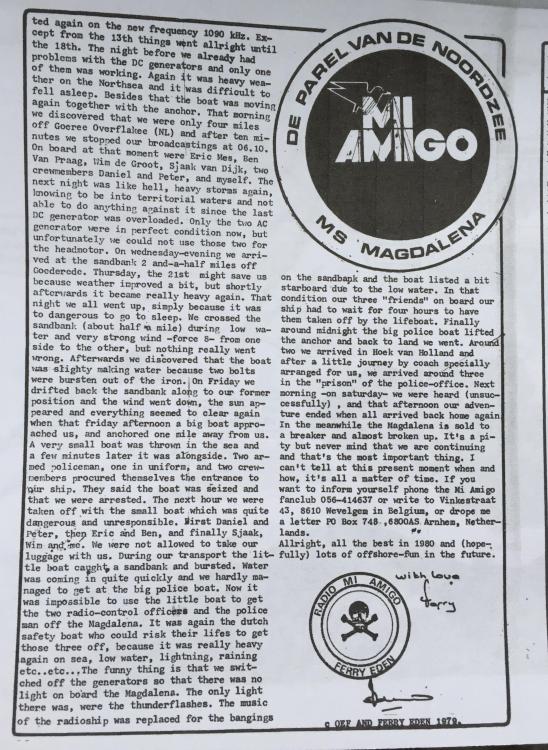 ted again on the new frequency 1090 kHz. Ex-
cept from the 13th things went allright until
the 18th. The night before we already had
problems with the DC generators and only one
of them was working. Again it was heavy wea-
ther on the Northsea and it was difficult to
fell asleep. Besides that the boat was moving
again together with the anchor. That morning
we discovered that we were only four miles
off Goeree Overflakee (NL) and after ten mi-
nutes we stopped our broadcastings at 06.10.
On board at that moment were Eric Mes, Ben
Van Praag, Wim de Groot, Sjaak van Dijk, two
crewmembers Daniel and Peter, and myself. The
next night was like hell, heavy storms again,
knowing to be into territorial waters and not
able to do anything against it since the last
DC generator was overloaded. Only the two AC
generator were in perfect condition now, but
unfortunately we could not use those two for
the headmotor. On wednesday-evening we arri-
ved at the sandbank 2 and-a-half miles off
Goederede. Thursday, the 21st might save us
because weather improved a bit, but shortly
afterwards it became really heavy again. That
night we all went up, simply because it was
to dangerous to go to sleep. We crossed the
sandbank (about half a mile) during low wa-
ter and very strong wind -force 8- from one
side to the other, but nothing really went
wrong. Afterwards we discovered that the boat
was slighty making because two bolts
were bursten out of the iron. On Friday we
drifted back the sandbank along to our former
position and the wind went down, the sun ap-
peared and everything seemed to clear again
when that friday afternoon a big boat appro-
ached us, and anchored one mile away from us.
A very small boat was thrown in the sea and
a few minutes later it was alongside. Two ar-
med policeman, one in uniform, and two crew-
members procured themselves the entrance to
our ship. They said the boat was seized and
that we were arrested. The next hour we were
taken off with the small boat which was quite
dangerous and unresponsible. First Daniel and
Peter, then Eric and Ben, and finally Sjaak,
Wim and me. We were not allowed to take our
luggage with us. During our transport the lit-
tle boat caught a sandbank and bursted. Water
was coming in quite quickly and we hardly ma-
naged to get at the big police boat. Now it
was impossible to use the little boat to get
the two radio-control officers and the police
man off the Magdalena. It was again the dutch
safety boat who could risk their lifes to get
those three off, because it was really heavy
again on sea, low water, lightning, raining
etc..etc...The funny thing is that we swit-
ched off the generators so that there was no
light on board the Magdalena. The only light
there was, were the thunderflashes. The music
of the radioship was replaced for the bangings
DE PAREL VAN DE NOORDZEE
MI
AMIGO
MS MAGDALENA
on the sandbank and the boat listed a bit
starboard due to the low water. In that
condition our three "friends" on board our
ship had to wait for four hours to have
them taken off by the lifeboat. Finally
around midnight the big police boat lifted
the anchor and back to land we went. Around
two we arrived in Hoek van Holland and
after a little journey by coach specially
arranged for us, we arrived around three
in the "prison" of the police-office. Next
morning -on saturday- we were heard (unsuc-
cessfully) , and that afternoon our adven-
ture ended when all arrived back home again
In the meanwhile the Magdalena is sold to
a breaker and almost broken up. It's a pi-
ty but never mind that we are continuing
and that's the most important thing. I
can't tell at this present moment when and
how, it's all a matter of time. If you
want to inform yourself phone the Mi Amigo
fanclub 056-414637 or write to Vinkestraat
43, 8610 Wevelgem in Belgium, or drope me
a letter PO Box 748 ,6800AS Arnhem, Nether-
lands.
Allright, all the best in 1980 and (hope-
fully) lots of offshore-fun in the future.
with love
Ferry
RADIO MI AMIGO
FERRY EDEN
c OEF AND FERRY EDEN 1979.